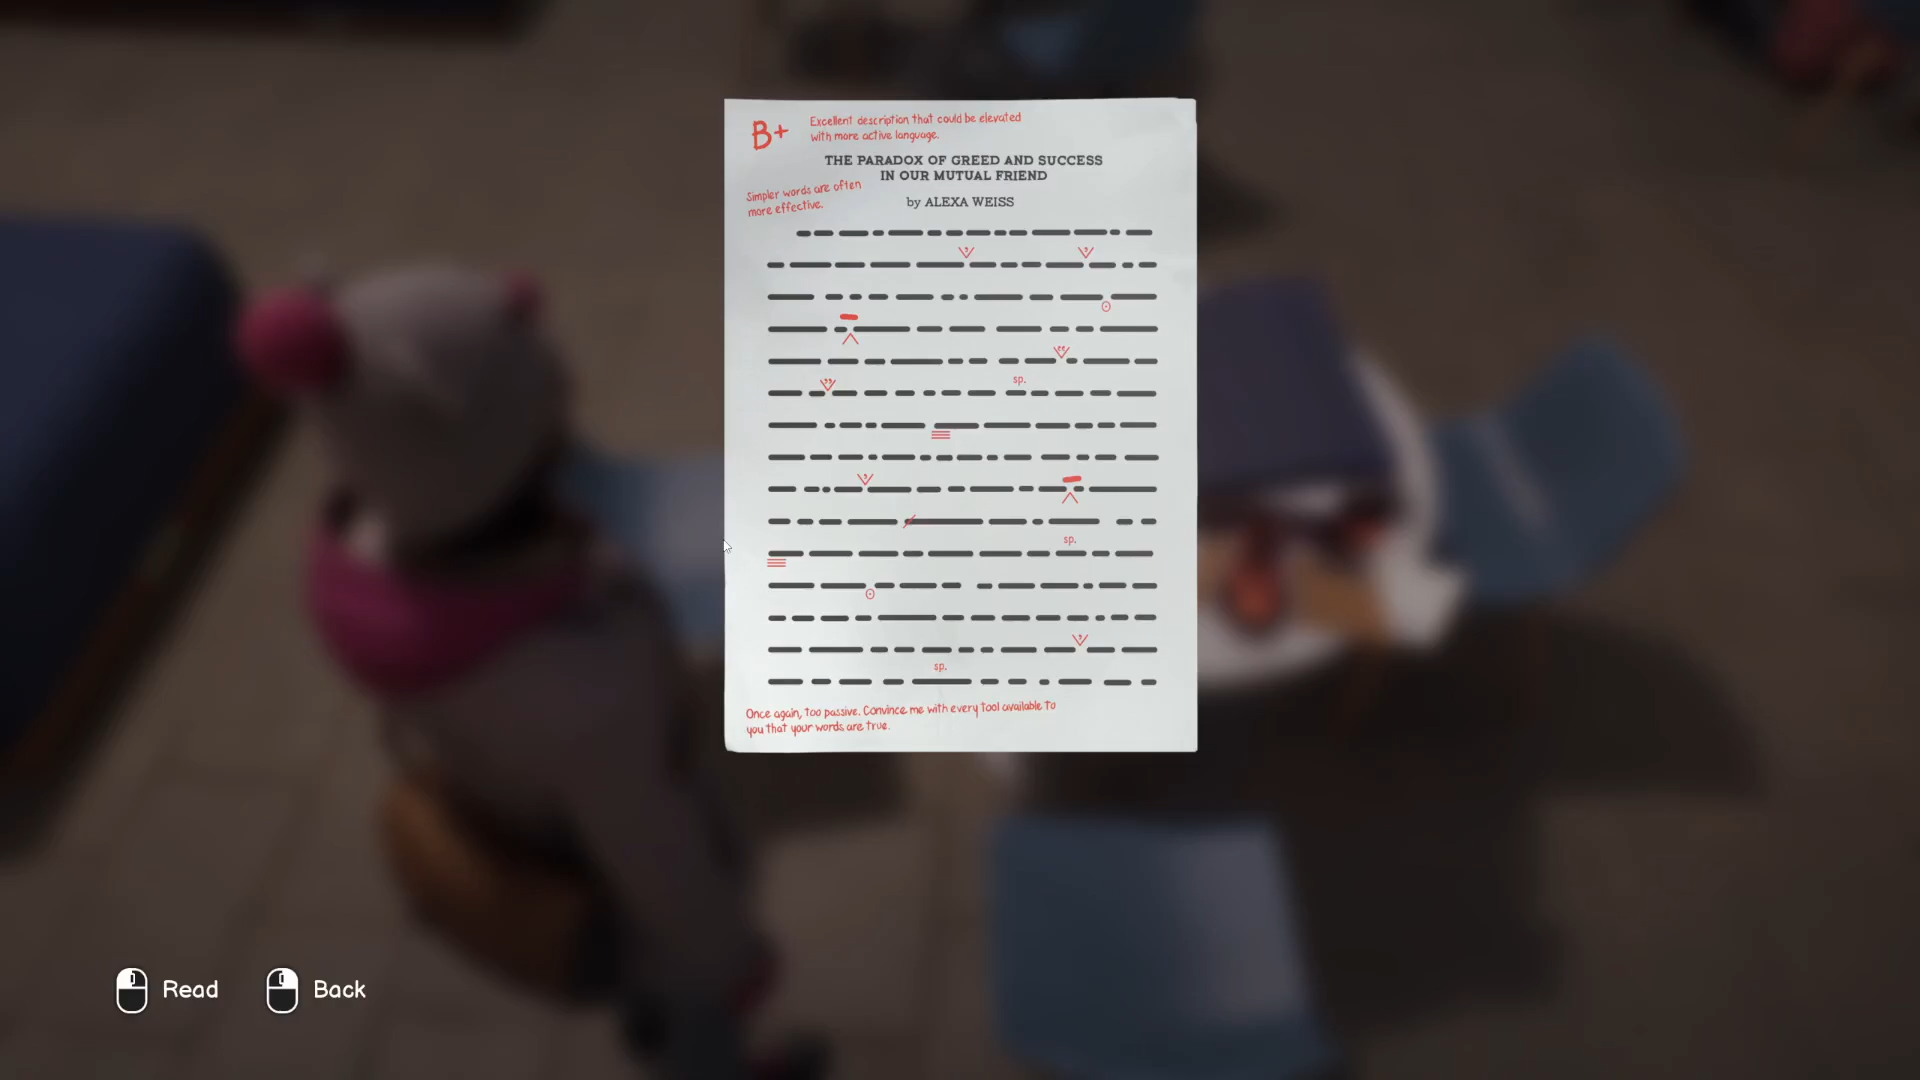 B+
Excellent description that could be elevated
with more active language.
THE PARADOX OF GREED AND SUCCESS
IN OUR MUTUAL FRIEND
Simpler words are often
more effective.
by ALEXA WEISS
sp.
sp.
sp.
Once again, too passive. Convince me with every tool available to
you that your words are true.
Read
Back